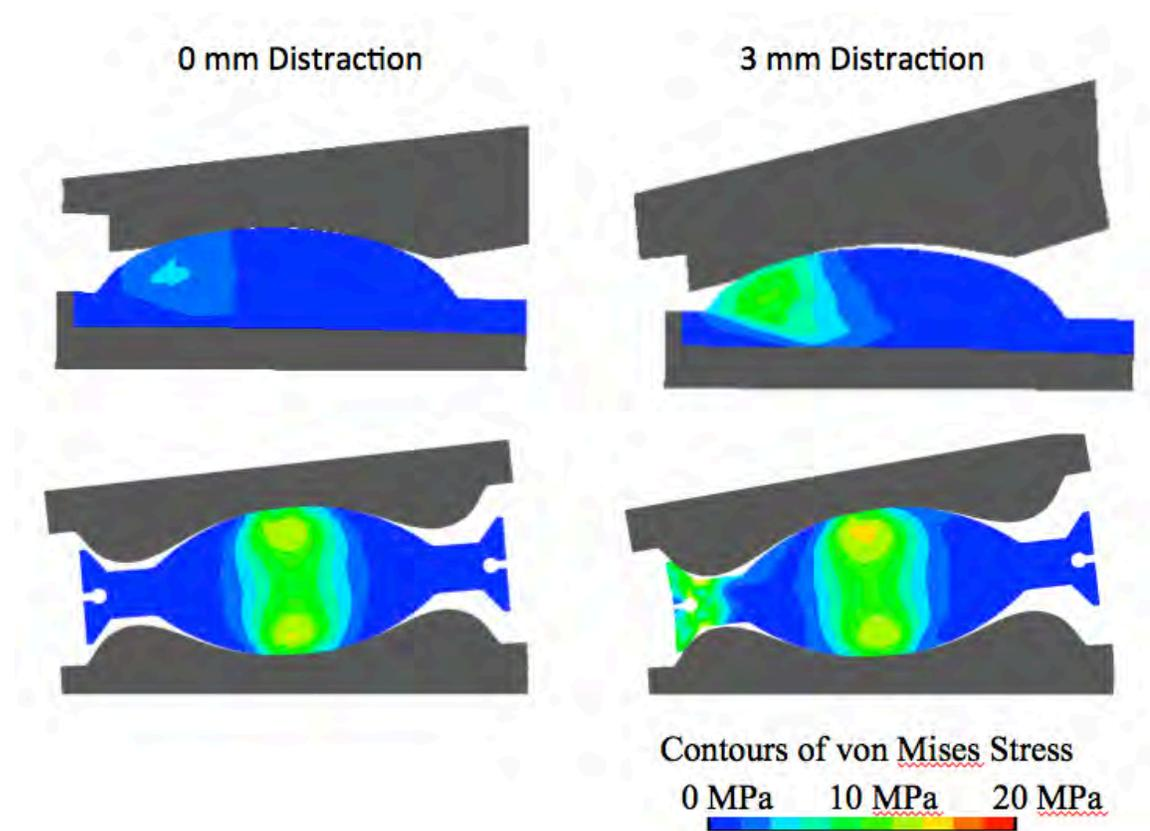 0 mm Distraction
3 mm Distraction
Contours of von Mises Stress
0 MPa 10 MPa 20 MPa